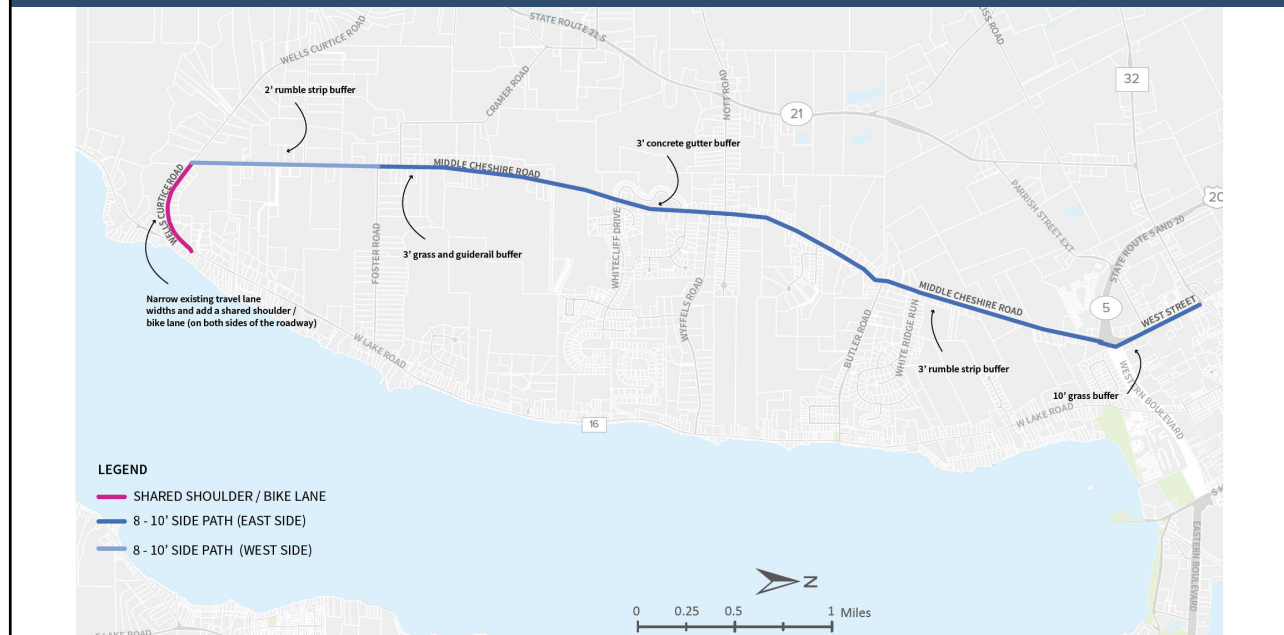 WELLS CURTICE ROAD
STATE ROUTE 21 S
CRAMER ROAD
NOTT ROAD
21
32
20
2' rumble strip buffer
3' concrete gutter buffer
MIDDLE CHESHIRE ROAD
WELLS CURTICE ROAD
FOSTER ROAD
3' grass and guiderail buffer
WHITECLIFF DRIVE
WYFFELS ROAD
PARRISH STREET EXT
STATE ROUTE 5 AND 20
5
Narrow existing travel lane
widths and add a shared shoulder /
bike lane (on both sides of the roadway)
W LAKE ROAD
BUTLER ROAD
WHITE RIDGE RUN
MIDDLE CHESHIRE ROAD
WEST STREET
3' rumble strip buffer
10' grass buffer
WESTERN BOULEVARD
W LAKE ROAD
16
EASTERN BOULEVARD
LEGEND
SHARED SHOULDER / BIKE LANE
8 - 10' SIDE PATH (EAST SIDE)
8 - 10' SIDE PATH (WEST SIDE)
N
0 0.25 0.5 1 Miles
LAKE ROAD